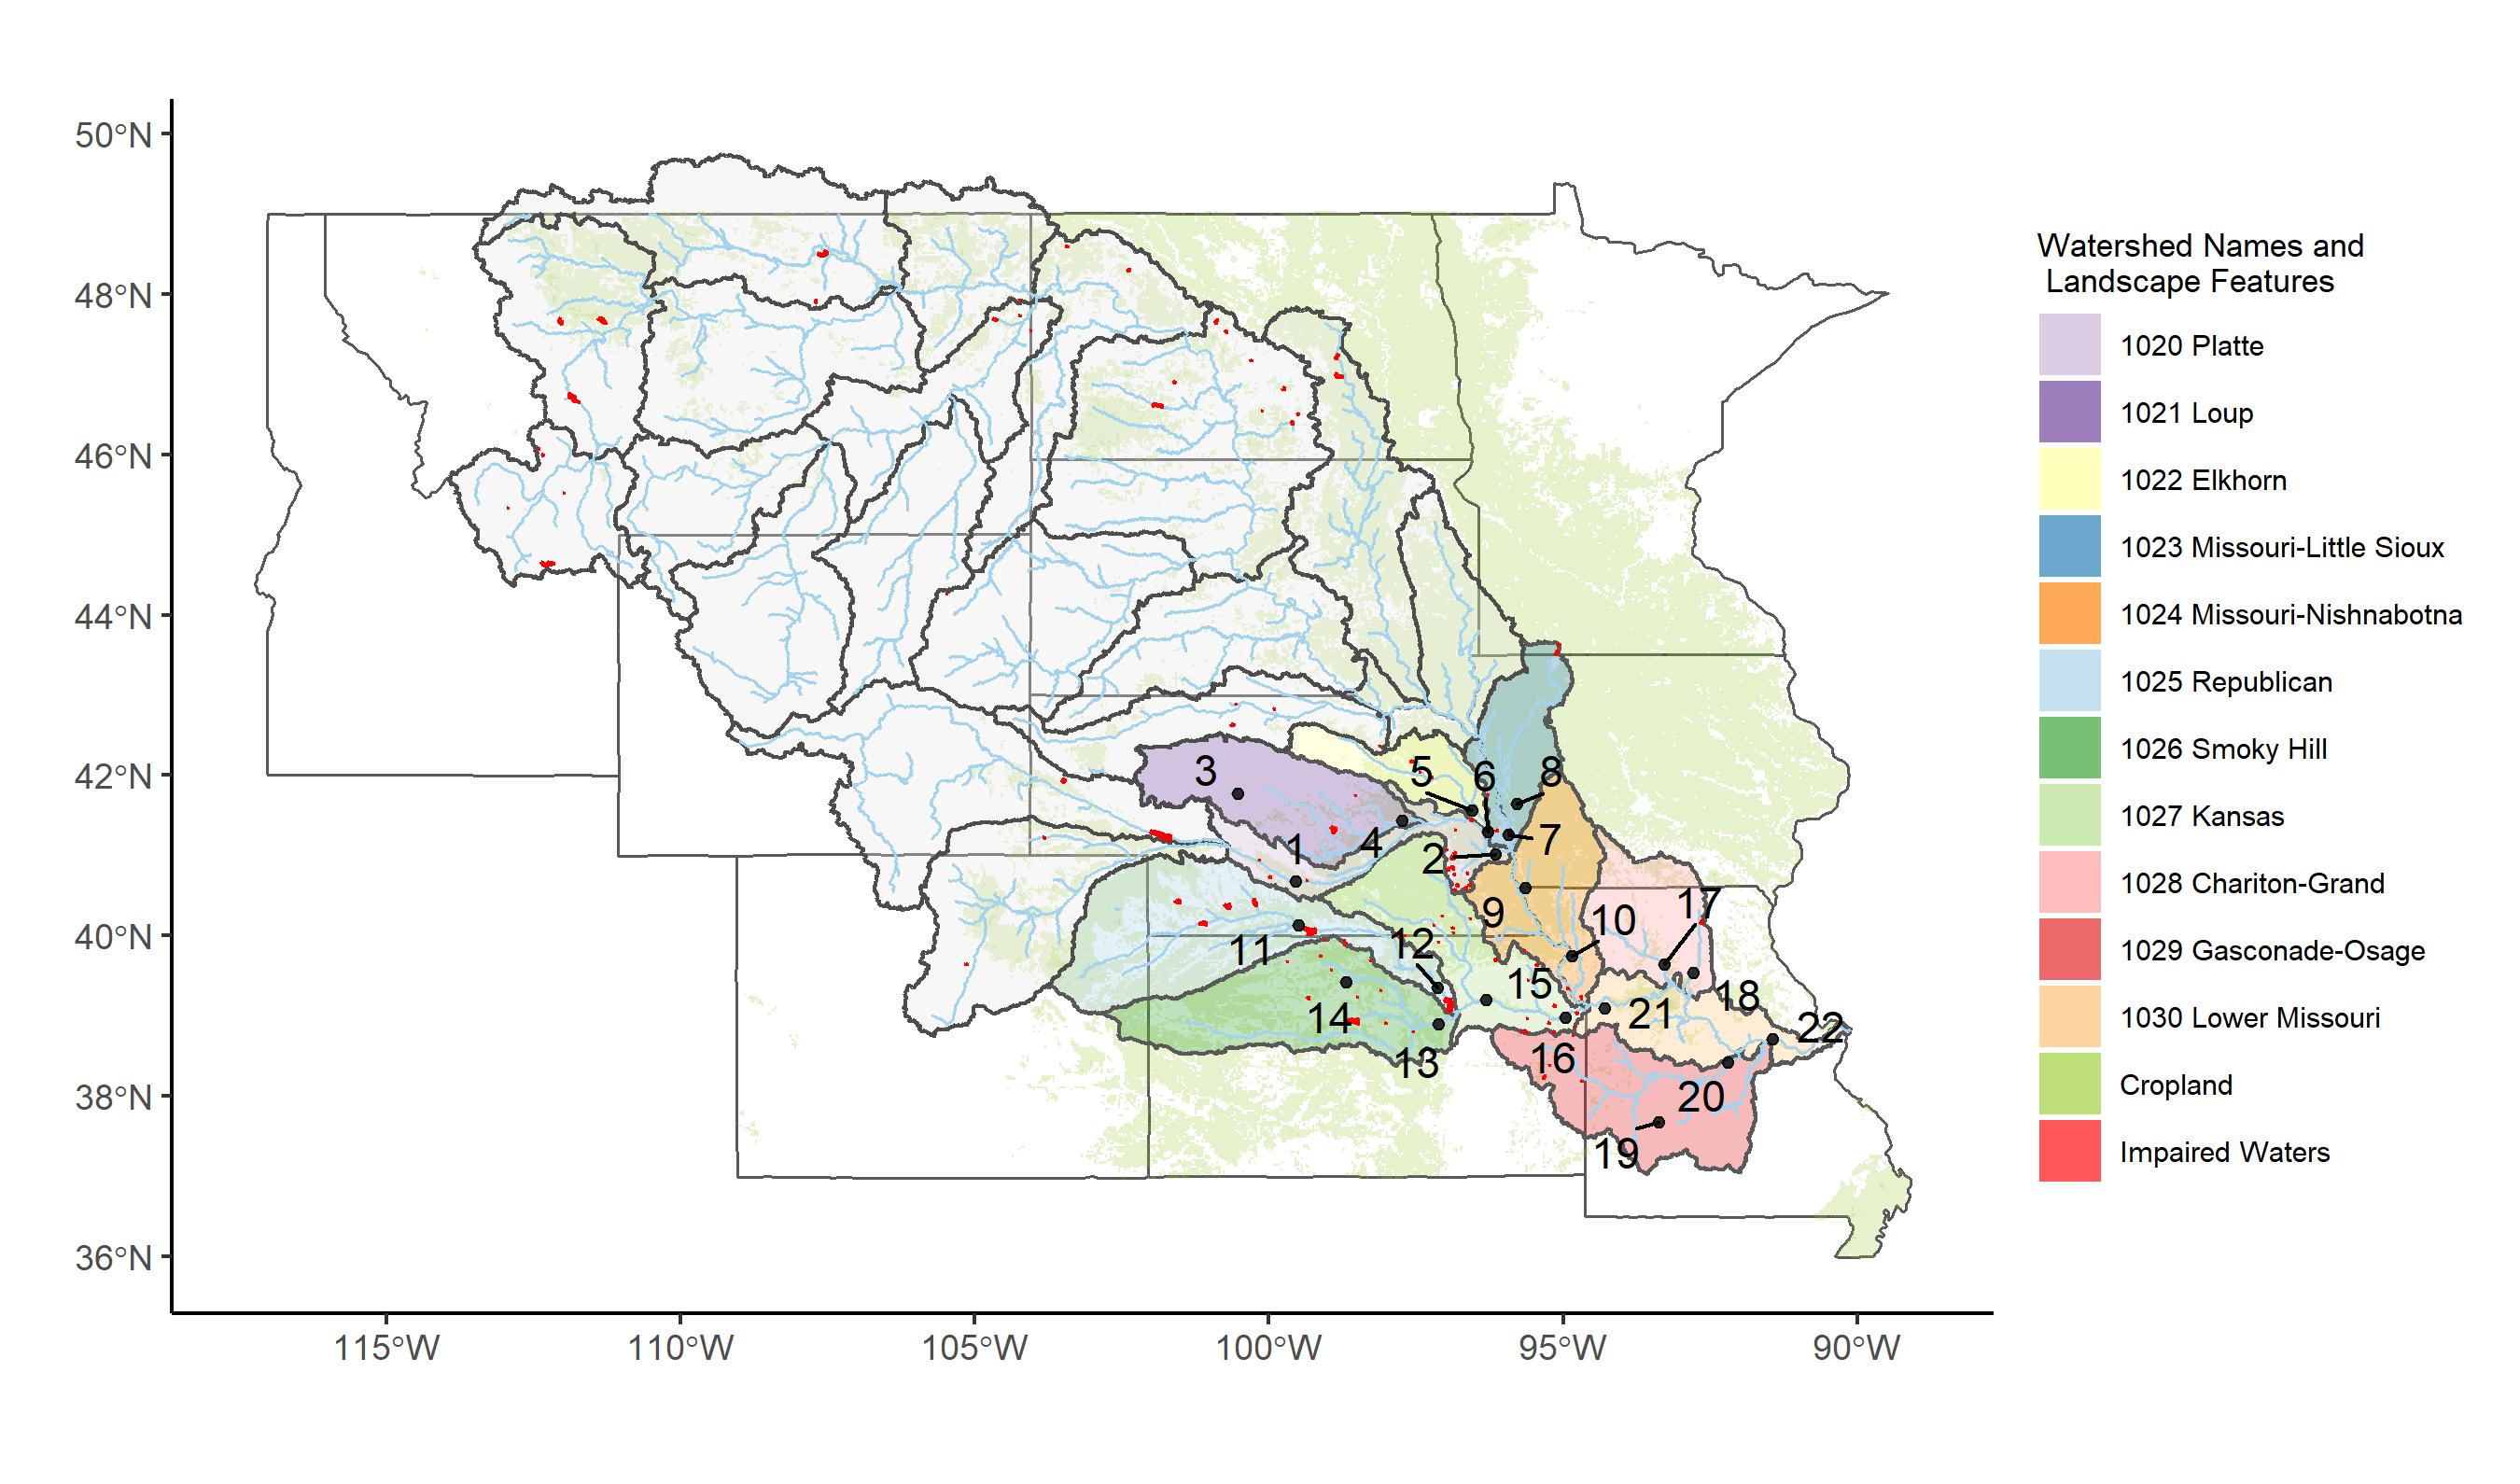 50°N
48°N
46°N
44°N
42°N
40°N
38°N
36°N
115°W
110°W
105°W
100°W
95°W
90°W
3
5
6
8
1
4
2
7
9
10
17
11
12
15
14
21
18
22
13
16
20
19
Watershed Names and
Landscape Features
1020 Platte
1021 Loup
1022 Elkhorn
1023 Missouri-Little Sioux
1024 Missouri-Nishnabotna
1025 Republican
1026 Smoky Hill
1027 Kansas
1028 Chariton-Grand
1029 Gasconade-Osage
1030 Lower Missouri
Cropland
Impaired Waters